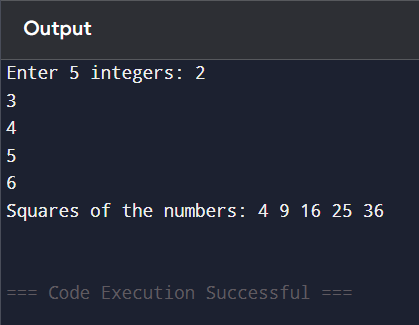 Output
Enter 5 integers: 2
3
4
5
6
Squares of the numbers: 4 9 16 25 36
=== Code Execution Successful ===